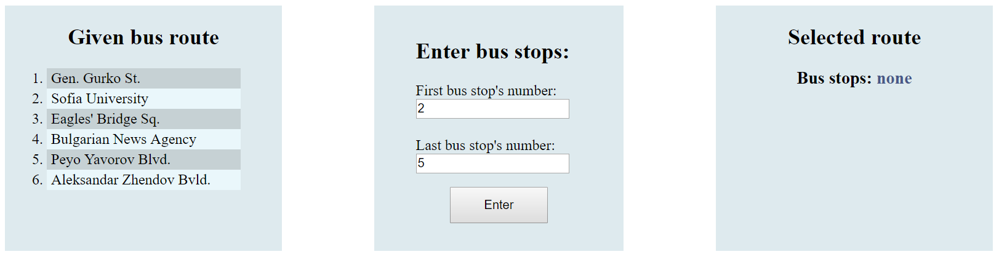 Given bus route
1. Gen. Gurko St.
2. Sofia University
3. Eagles' Bridge Sq.
4. Bulgarian News Agency
5. Peyo Yavorov Blvd.
6. Aleksandar Zhendov Bvld.
Enter bus stops:
First bus stop's number:
2
Last bus stop's number:
5
Enter
Selected route
Bus stops: none